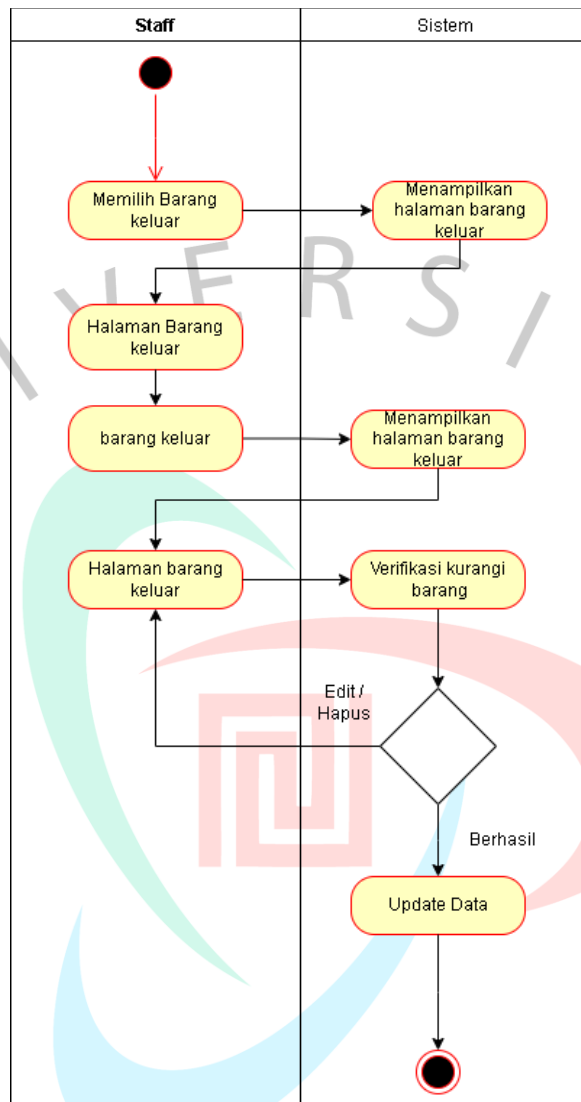 Staff
Sistem
Memilih Barang
keluar
Menampilkan
halaman barang
keluar
Halaman Barang
keluar
barang keluar
Menampilkan
halaman barang
keluar
Halaman barang
keluar
Verifikasi kurangi
barang
Edit /
Hapus
Berhasil
Update Data
I V E R S I